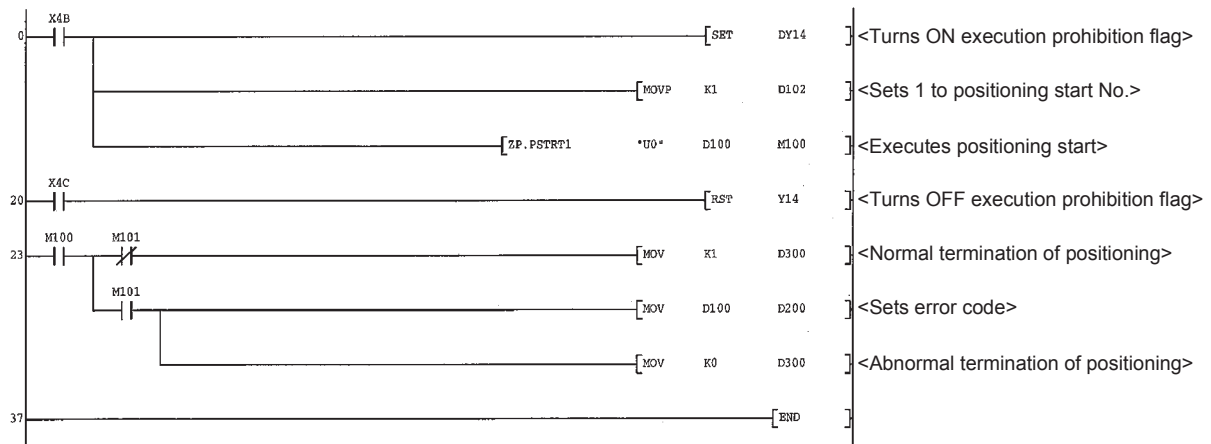 X4B
0 SET DY14 <Turns ON execution prohibition flag>
MOVP K1 D102 <Sets 1 to positioning start No.>
ZP.PSTRT1 "U0" D100 M100 <Executes positioning start>
X4C
20 RST Y14 <Turns OFF execution prohibition flag>
M100 M101
23 MOV K1 D300 <Normal termination of positioning>
M101
MOV D100 D200 <Sets error code>
MOV K0 D300 <Abnormal termination of positioning>
37 END